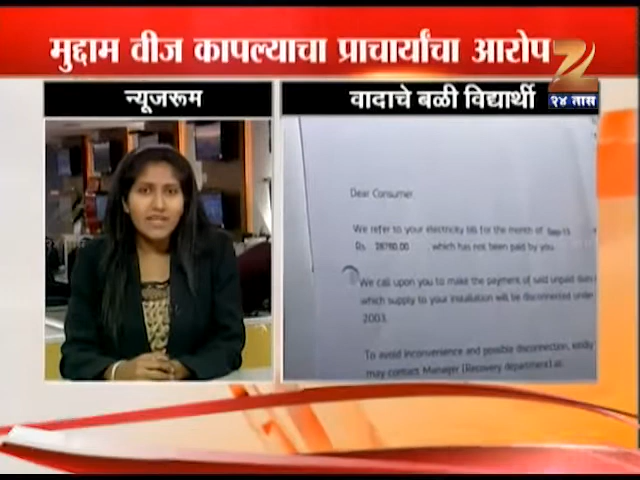 मुद्दाम वीज कापल्याचा प्राचार्यांचा आरोप
२४ तास
न्यूजरूम
वादाचे बळी विद्यार्थी
Dear Consumer
We refer to your electricity bill for the month of Sep-13
Rs. 28780.00 , which has not been paid by you.
We call upon you to make the payment of said unpaid dues
which supply to your installation will be disconnected under
2003.
To avoid inconvenience and possible disconnection, kindly
may contact Manager (Recovery department) at